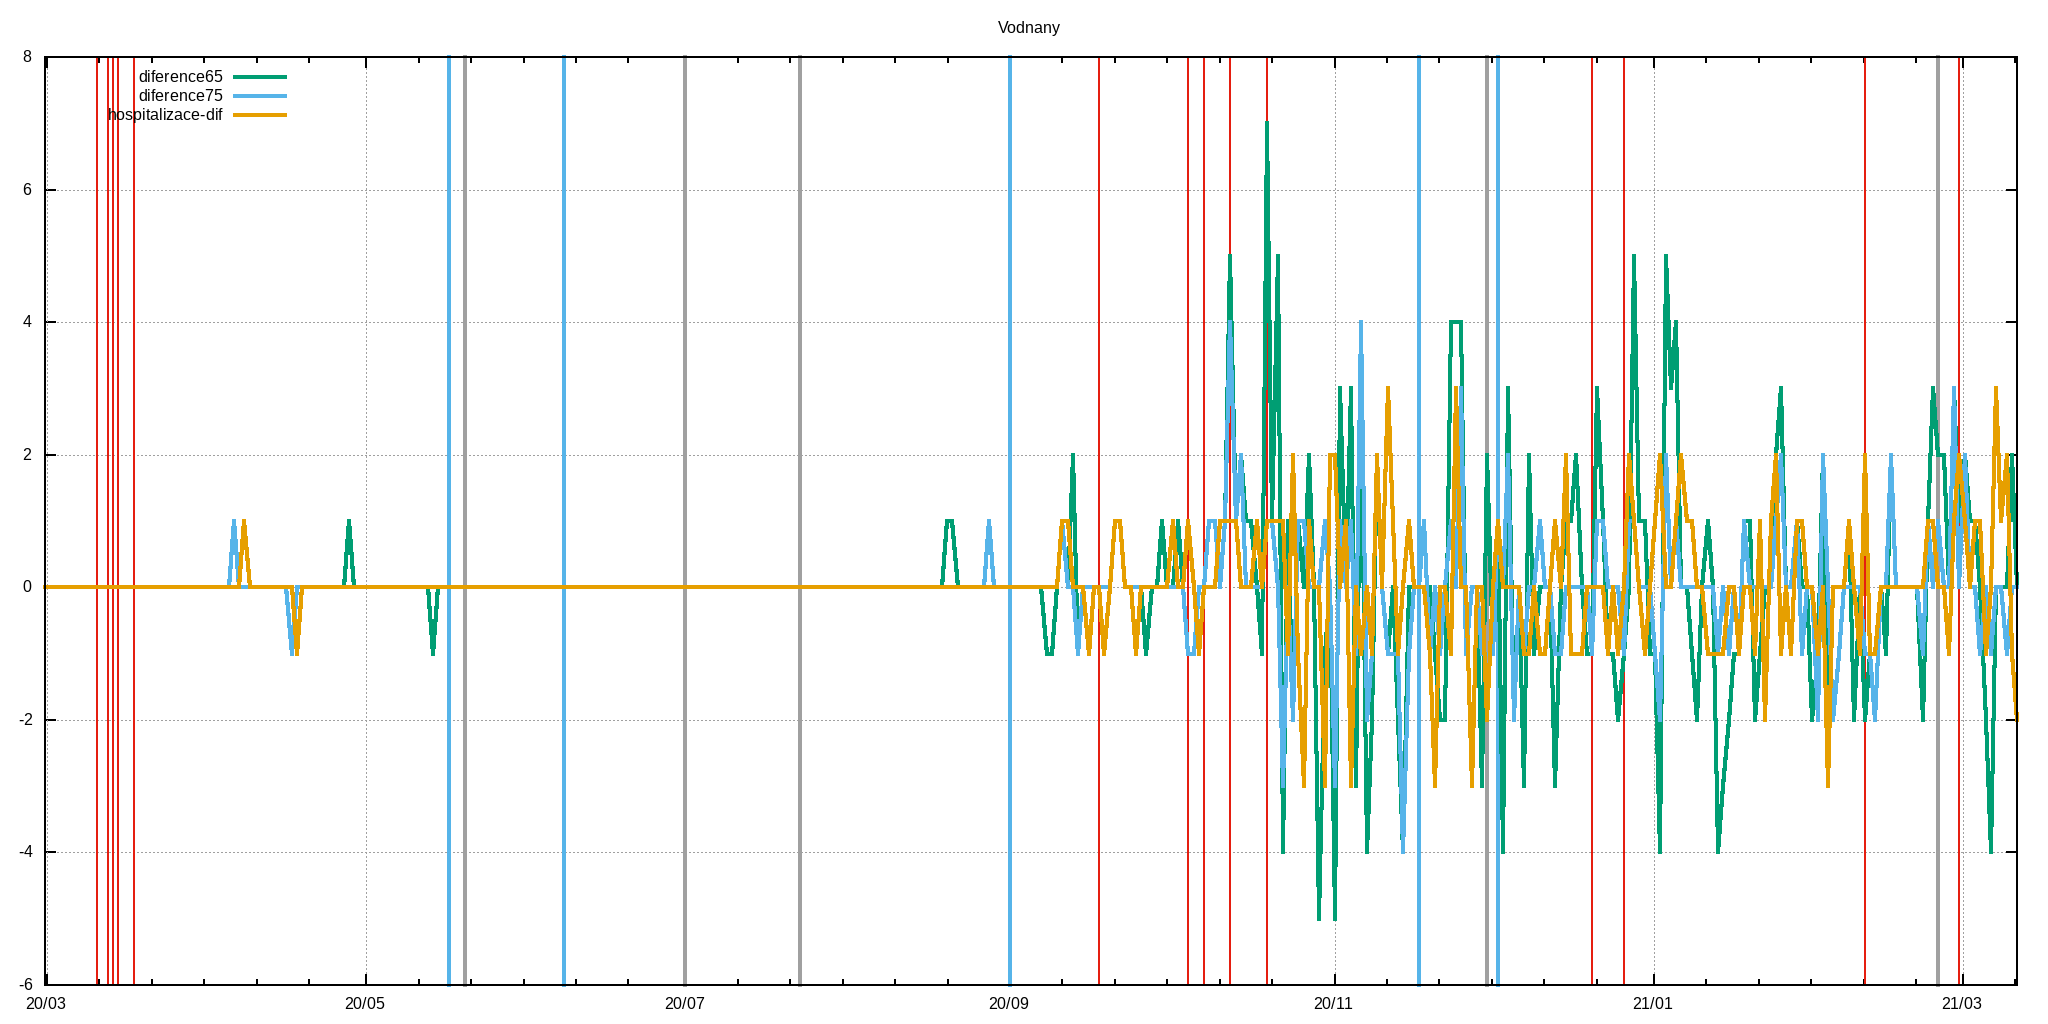 Vodnany
8
diference65
diference75
hospitalizace-dif
6
4
2
0
-2
-4
-6
20/03 20/05 20/07 20/09 20/11 21/01 21/03